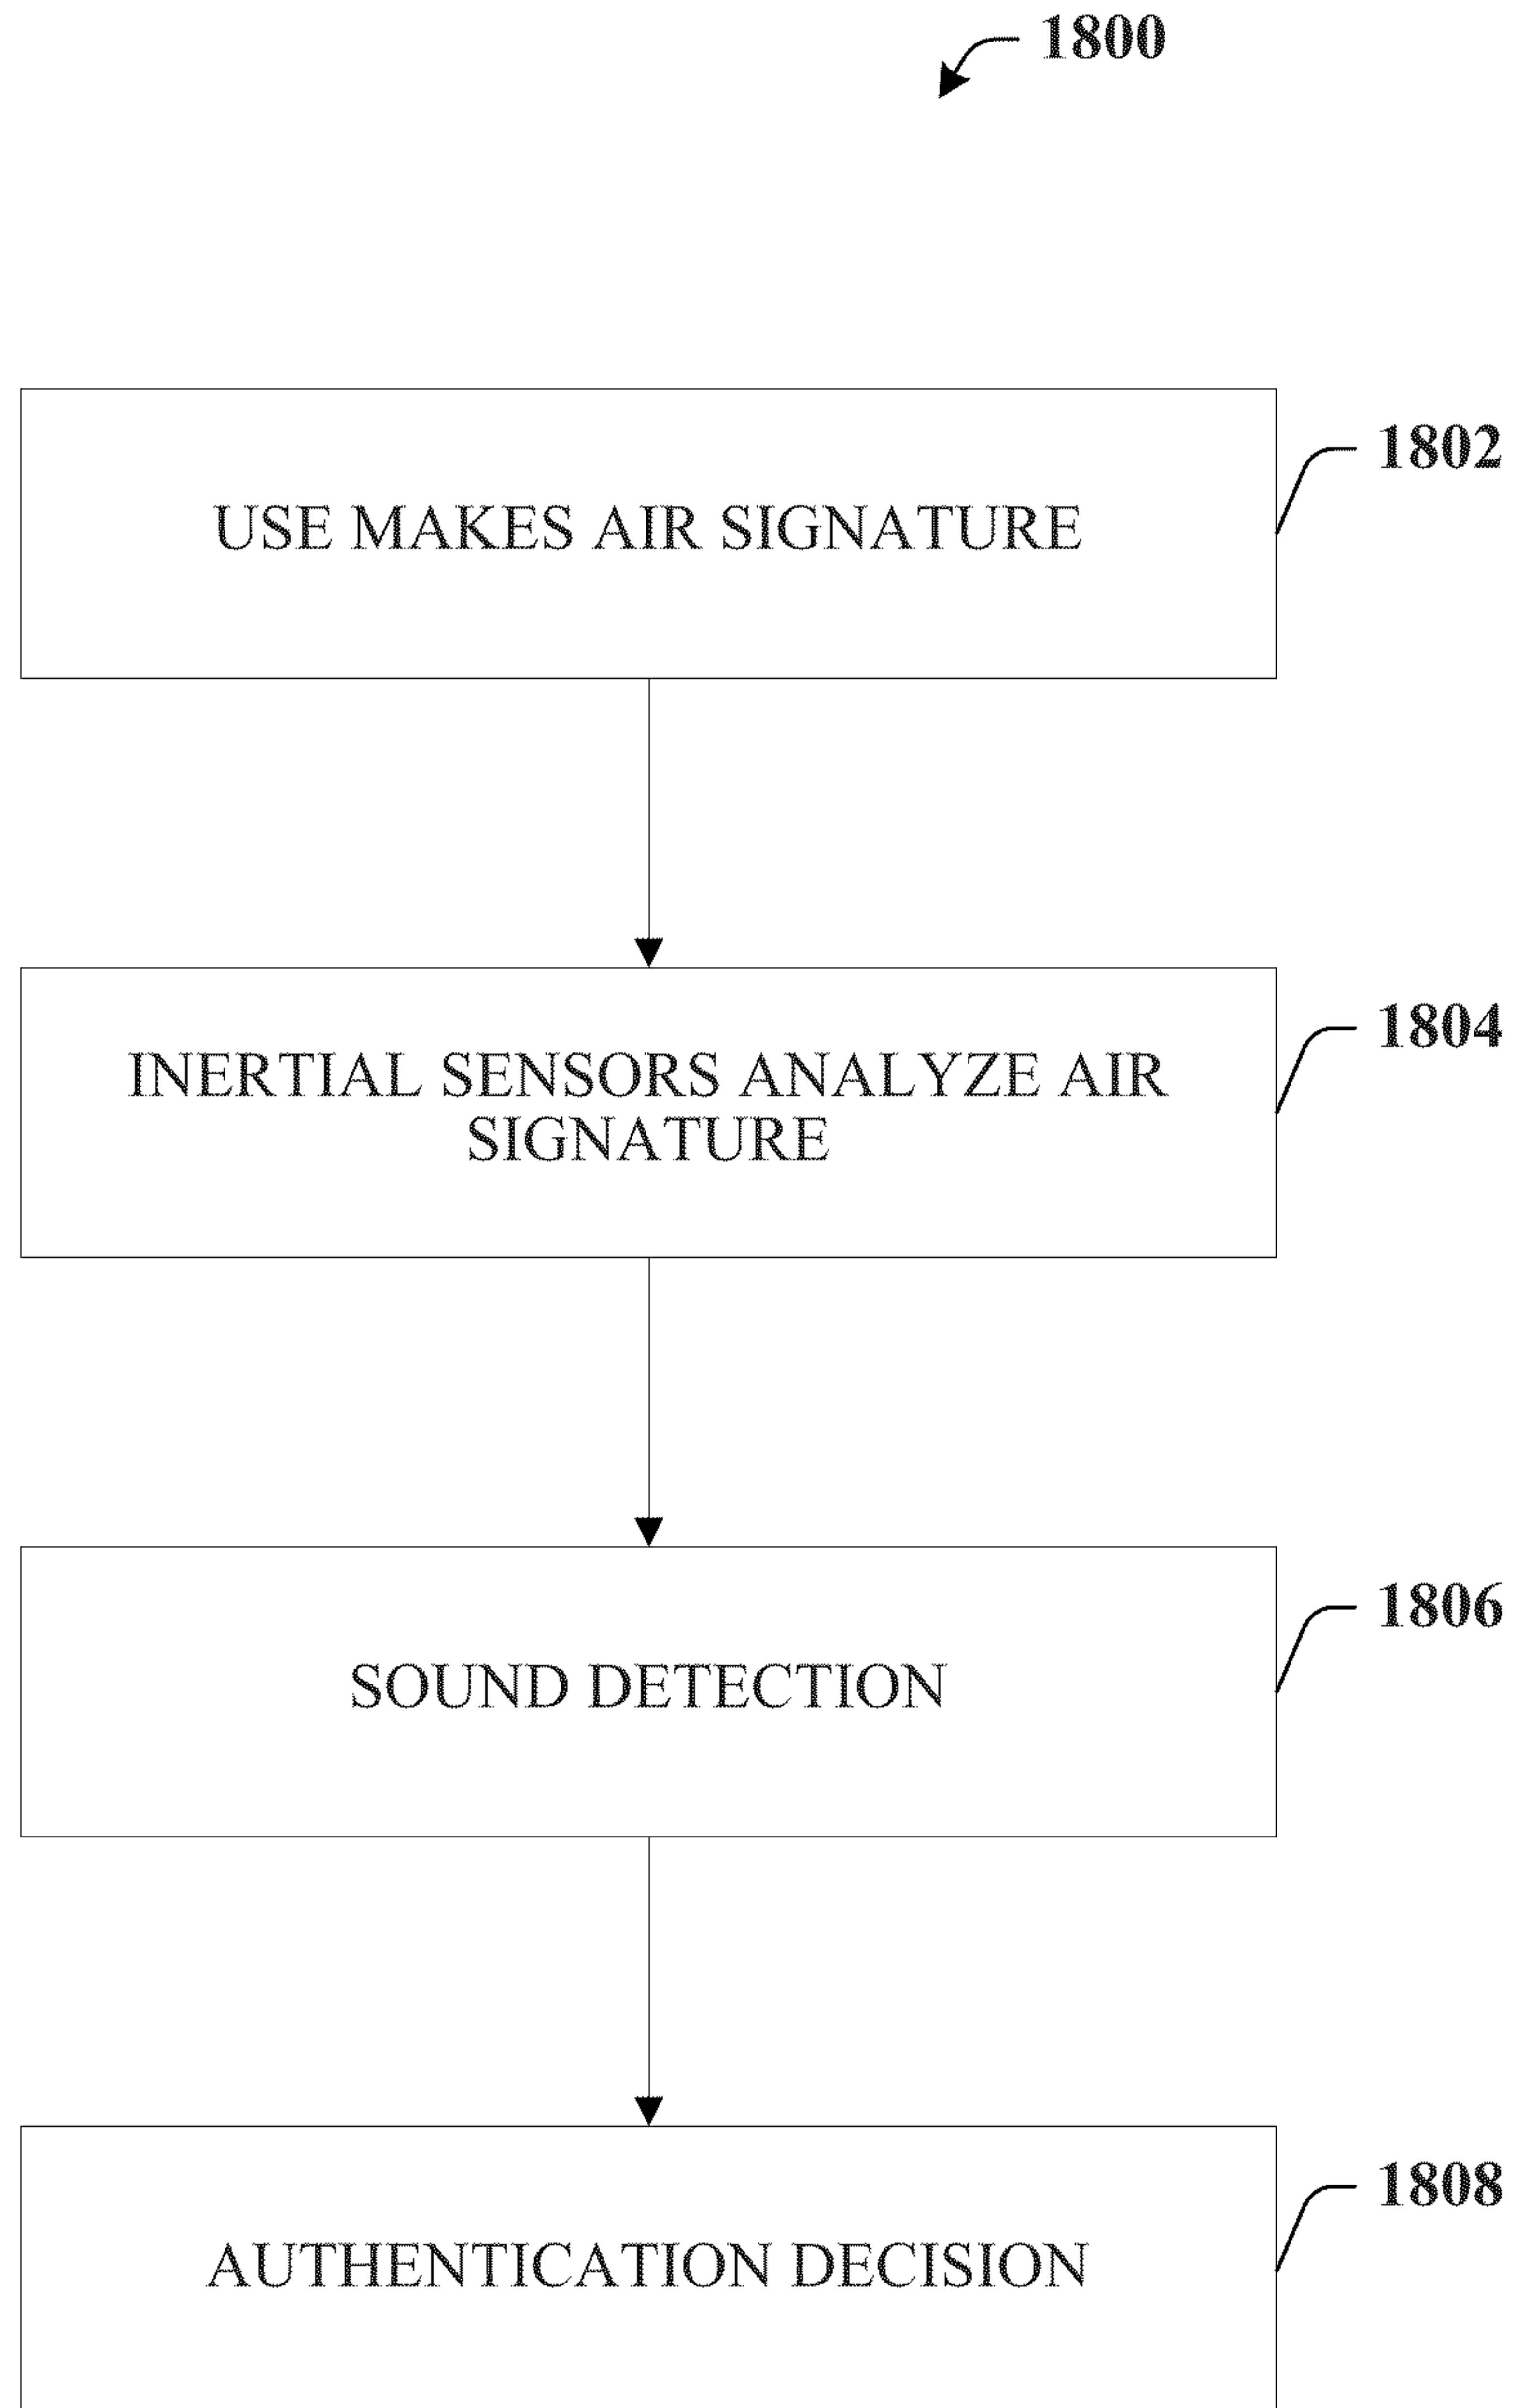 1800
USE MAKES AIR SIGNATURE
1802
INERTIAL SENSORS ANALYZE AIR
SIGNATURE
1804
SOUND DETECTION
1806
AUTHENTICATION DECISION
1808